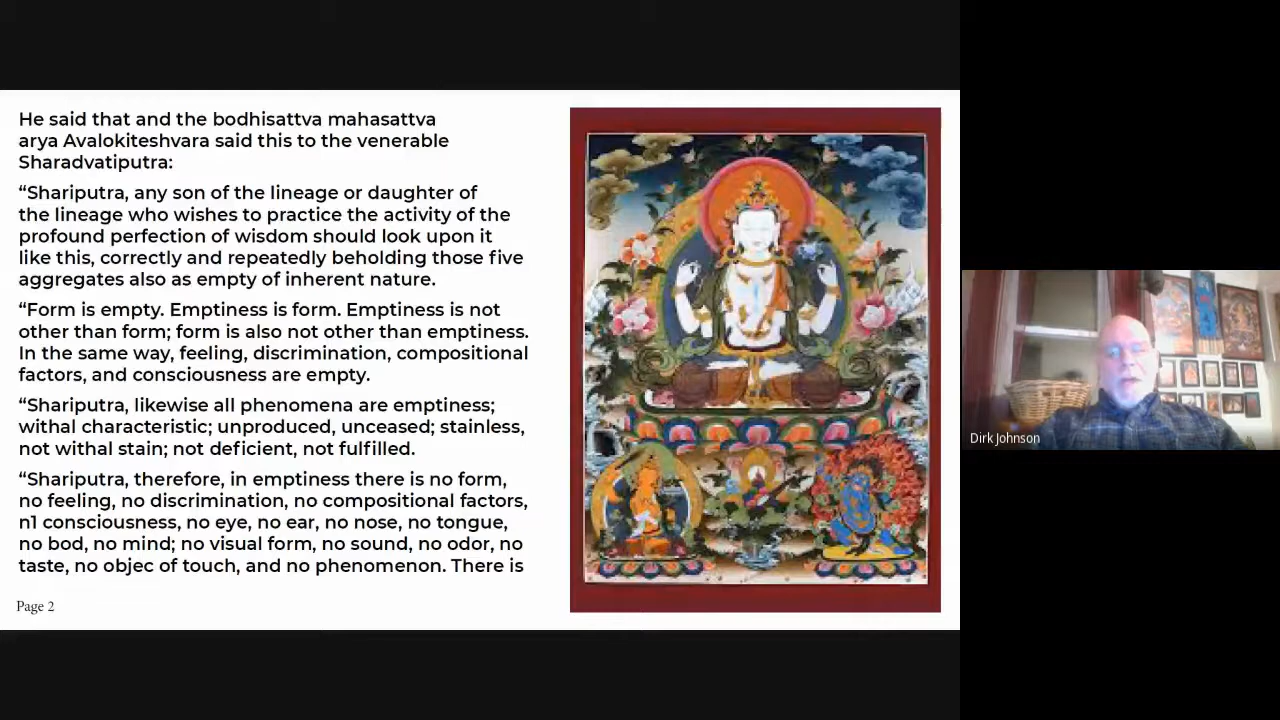 He said that and the bodhisattva mahasattva
arya Avalokiteshvara said this to the venerable
Sharadvatiputra:
“Shariputra, any son of the lineage or daughter of
the lineage who wishes to practice the activity of the
profound perfection of wisdom should look upon it
like this, correctly and repeatedly beholding those five
aggregates also as empty of inherent nature.
“Form is empty. Emptiness is form. Emptiness is not
other than form; form is also not other than emptiness.
In the same way, feeling, discrimination, compositional
factors, and consciousness are empty.
“Shariputra, likewise all phenomena are emptiness;
withal characteristic; unproduced, unceased; stainless,
not withal stain; not deficient, not fulfilled.
“Shariputra, therefore, in emptiness there is no form,
no feeling, no discrimination, no compositional factors,
n1 consciousness, no eye, no ear, no nose, no tongue,
no bod, no mind; no visual form, no sound, no odor, no
taste, no objec of touch, and no phenomenon. There is
Page 2
Dirk Johnson